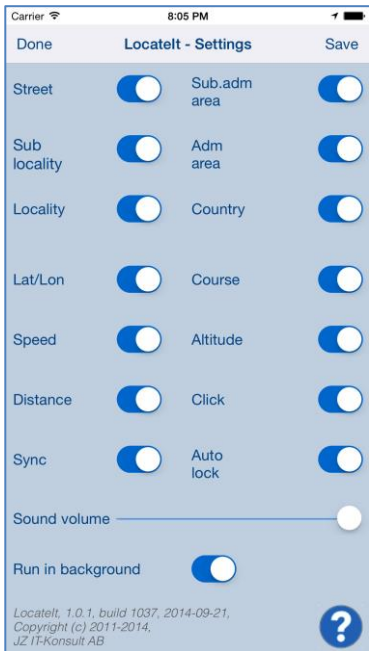 Carrier 8:05 PM
Done LocateIt - Settings Save
Street Sub.adm
area
Sub
locality Adm
area
Locality Country
Lat/Lon Course
Speed Altitude
Distance Click
Sync Auto
lock
Sound volume
Run in background
LocateIt, 1.0.1, build 1037, 2014-09-21,
Copyright (c) 2011-2014,
JZ IT-Konsult AB
?